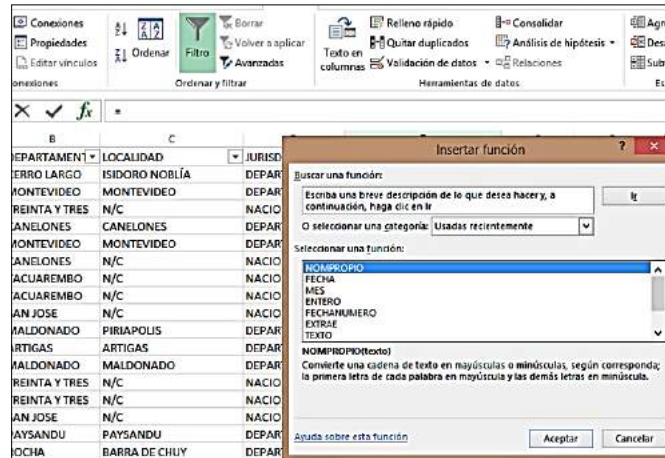 Conexiones
Propiedades
Editar vínculos
Ordenar
Filtro
Borrar
Volver a aplicar
Avanzadas
Ordenar y filtrar
Texto en
columnas
Relleno rápido
Quitar duplicados
Validación de datos
Consolidar
Análisis de hipótesis
Relaciones
Herramientas de datos
fx =
B C
DEPARTAMENT LOCALIDAD JURISD
CERRO LARGO ISIDORO NOBLÍA DEPAR
MONTEVIDEO MONTEVIDEO DEPAR
TREINTA Y TRES N/C NACIO
CANELONES CANELONES DEPAR
MONTEVIDEO MONTEVIDEO DEPAR
CANELONES N/C NACIO
TACUAREMBO N/C NACIO
TACUAREMBO N/C NACIO
SAN JOSE N/C NACIO
MALDONADO PIRIAPOLIS DEPAR
ARTIGAS ARTIGAS DEPAR
MALDONADO MALDONADO DEPAR
TREINTA Y TRES N/C NACIO
TREINTA Y TRES N/C NACIO
SAN JOSE N/C NACIO
PAYSANDU PAYSANDU DEPAR
ROCHA BARRA DE CHUY DEPAR
Insertar función ? ×
Buscar una función:
Escriba una breve descripción de lo que desea hacer y, a
continuación, haga clic en Ir
Ir
O seleccionar una categoría: Usadas recientemente
Seleccionar una función:
NOMPROPIO
FECHA
MES
ENTERO
FECHANUMERO
EXTRAE
TEXTO
NOMPROPIO(texto)
Convierte una cadena de texto en mayúsculas o minúsculas, según corresponda;
la primera letra de cada palabra en mayúscula y las demás letras en minúscula.
Ayuda sobre esta función
Aceptar Cancelar